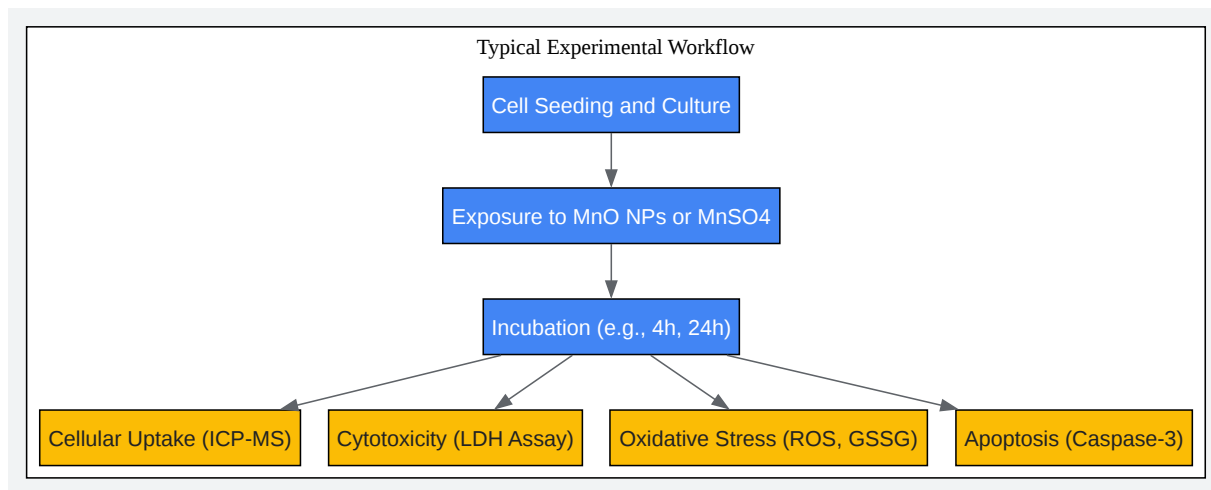 Typical Experimental Workflow
Cell Seeding and Culture
Exposure to MnO NPs or MnSO4
Incubation (e.g., 4h, 24h)
Cellular Uptake (ICP-MS)
Cytotoxicity (LDH Assay)
Oxidative Stress (ROS, GSSG)
Apoptosis (Caspase-3)